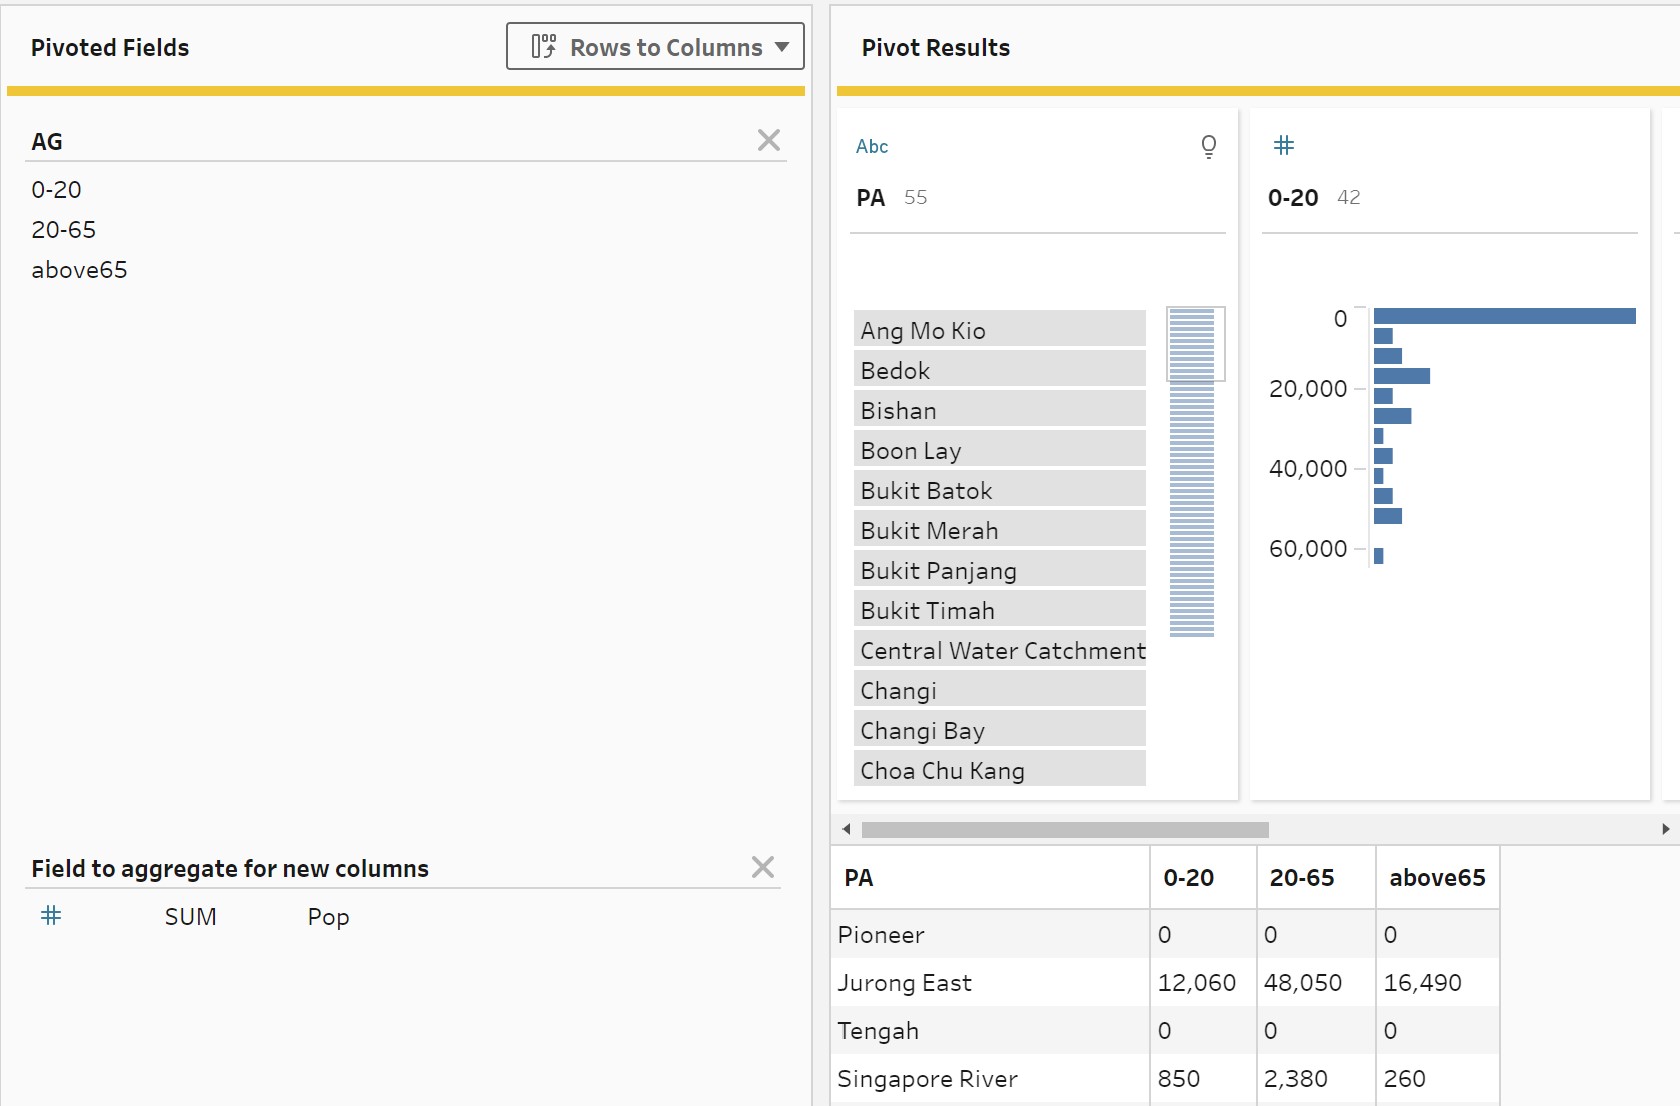 Pivoted Fields
Rows to Columns
AG
0-20
20-65
above65
Field to aggregate for new columns
# SUM Pop
Pivot Results
Abc
PA 55
Ang Mo Kio
Bedok
Bishan
Boon Lay
Bukit Batok
Bukit Merah
Bukit Panjang
Bukit Timah
Central Water Catchment
Changi
Changi Bay
Choa Chu Kang
#
0-20 42
0
20,000
40,000
60,000
PA 0-20 20-65 above65
Pioneer 0 0 0
Jurong East 12,060 48,050 16,490
Tengah 0 0 0
Singapore River 850 2,380 260